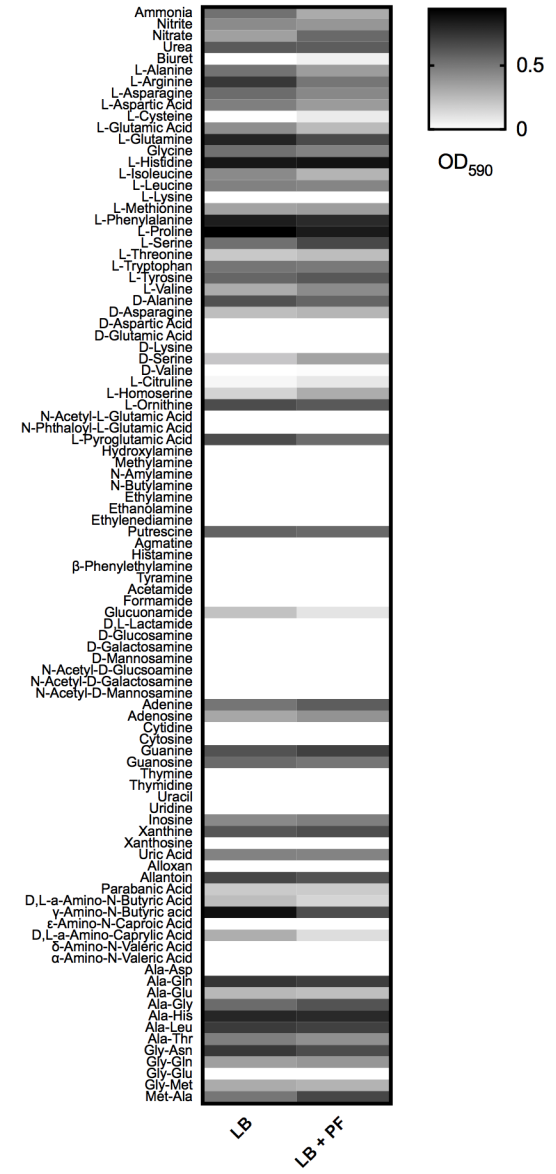 Ammonia
Nitrite
Nitrate
Urea
Biuret
L-Alanine
L-Arginine
L-Asparagine
L-Aspartic Acid
L-Cysteine
L-Glutamic Acid
L-Glutamine
Glycine
L-Histidine
L-Isoleucine
L-Leucine
L-Lysine
L-Methionine
L-Phenylalanine
L-Proline
L-Serine
L-Threonine
L-Tryptophan
L-Tyrosine
L-Valine
D-Alanine
D-Asparagine
D-Aspartic Acid
D-Glutamic Acid
D-Lysine
D-Serine
D-Valine
L-Citruline
L-Homoserine
L-Ornithine
N-Acetyl-L-Glutamic Acid
N-Phthaloyl-L-Glutamic Acid
L-Pyroglutamic Acid
Hydroxylamine
Methylamine
N-Amylamine
N-Butylamine
Ethylamine
Ethanolamine
Ethylenediamine
Putrescine
Agmatine
Histamine
β-Phenylethylamine
Tyramine
Acetamide
Formamide
Glucuonamide
D,L-Lactamide
D-Glucosamine
D-Galactosamine
D-Mannosamine
N-Acetyl-D-Glucsoamine
N-Acetyl-D-Galactosamine
N-Acetyl-D-Mannosamine
Adenine
Adenosine
Cytidine
Cytosine
Guanine
Guanosine
Thymine
Thymidine
Uracil
Uridine
Inosine
Xanthine
Xanthosine
Uric Acid
Alloxan
Allantoin
Parabanic Acid
D,L-a-Amino-N-Butyric Acid
γ-Amino-N-Butyric acid
ε-Amino-N-Caproic Acid
D,L-a-Amino-Caprylic Acid
δ-Amino-N-Valeric Acid
α-Amino-N-Valeric Acid
Ala-Asp
Ala-Gln
Ala-Glu
Ala-Gly
Ala-His
Ala-Leu
Ala-Thr
Gly-Asn
Gly-Gln
Gly-Glu
Gly-Met
Met-Ala
LB
LB + PF
0.5
0
OD590